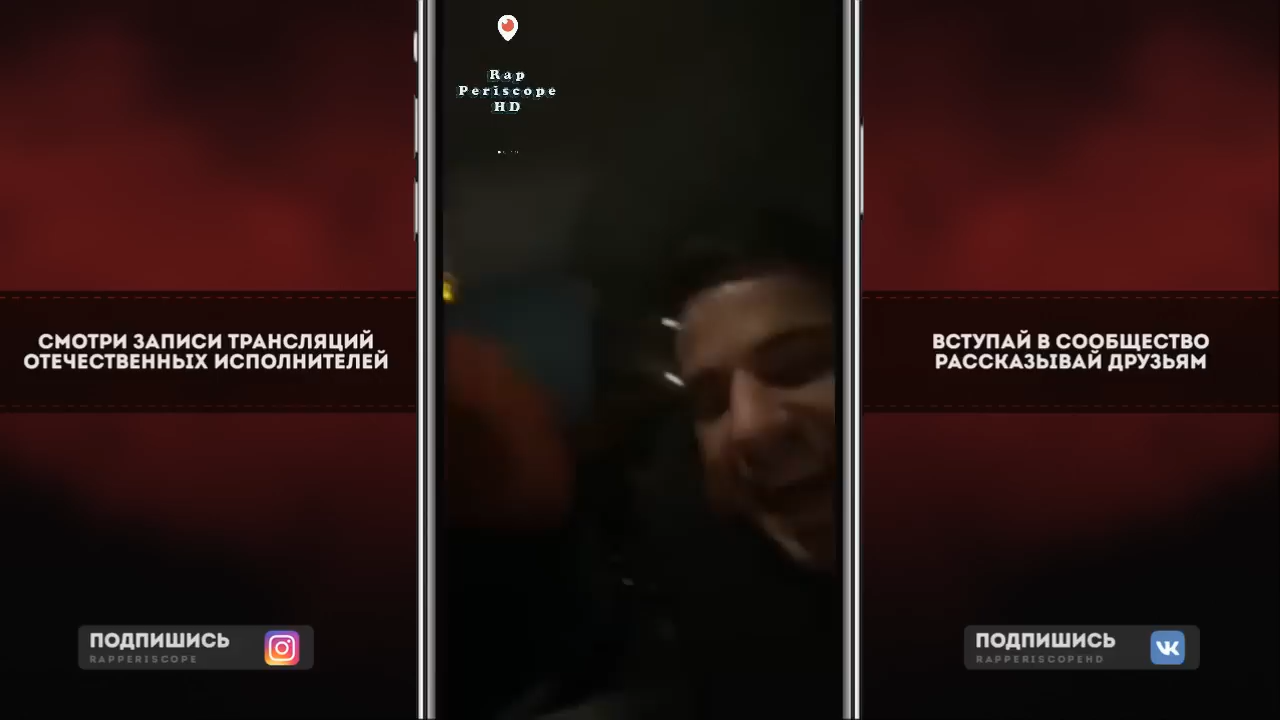 Rap
Periscope
HD
СМОТРИ ЗАПИСИ ТРАНСЛЯЦИЙ
ОТЕЧЕСТВЕННЫХ ИСПОЛНИТЕЛЕЙ
ВСТУПАЙ В СООБЩЕСТВО
РАССКАЗЫВАЙ ДРУЗЬЯМ
ПОДПИШИСЬ
RAPPERISCOPE
ПОДПИШИСЬ
RAPPERISCOPEHD